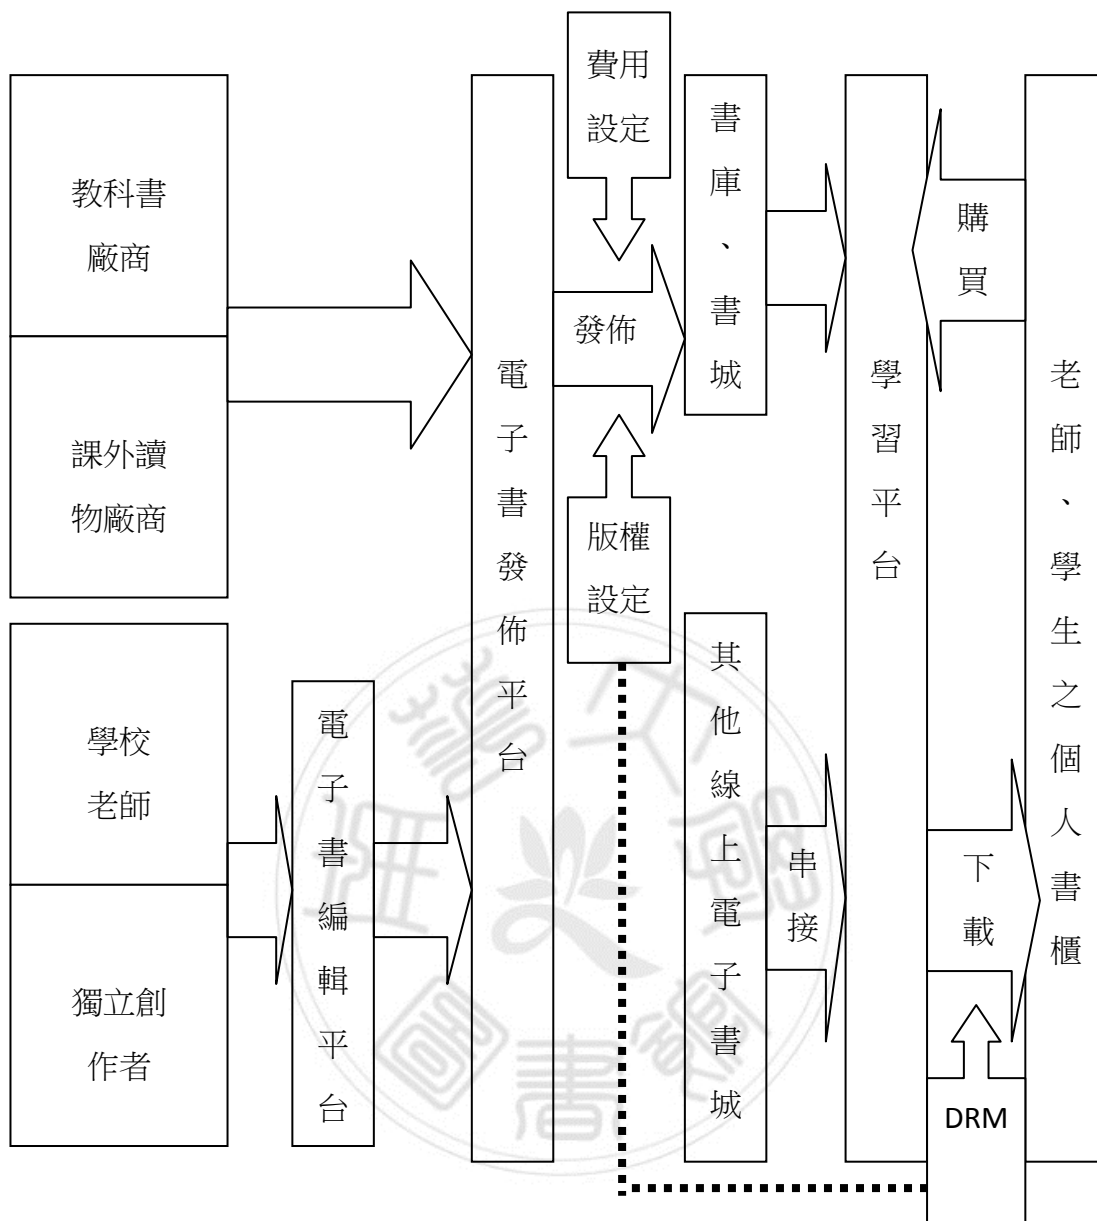 教科書
廠商
課外讀
物廠商
學校
老師
獨立創
作者
電子書編輯平台
電子書發佈平台
費用
設定
發佈
版權
設定
書庫、書城
其他線上電子書城
串接
學習平台
購買
下載
DRM
老師、學生之個人書櫃